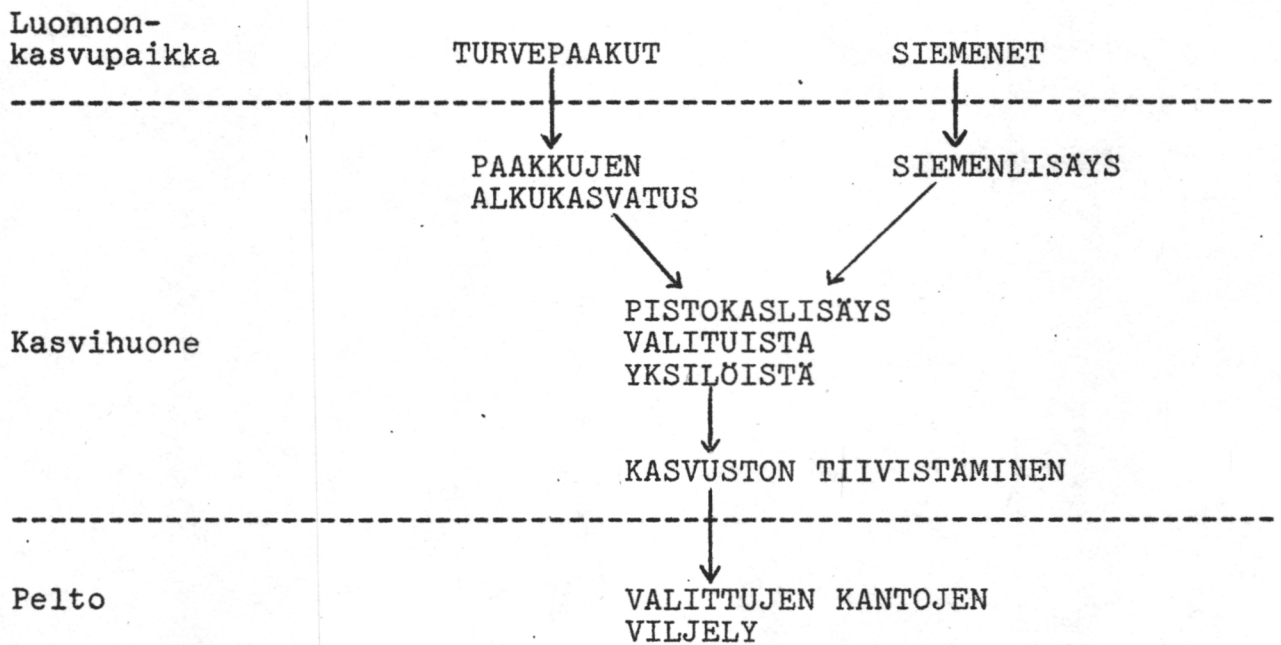 Luonnon-
kasvupaikka TURVEPAAKUT SIEMENET
PAAKKUJEN SIEMENLISÄYS
ALKUKASVATUS
PISTOKASLISÄYS
Kasvihuone VALITUISTA
YKSILÖISTÄ
KASVUSTON TIIVISTÄMINEN
Pelto VALITTUJEN KANTOJEN
VILJELY